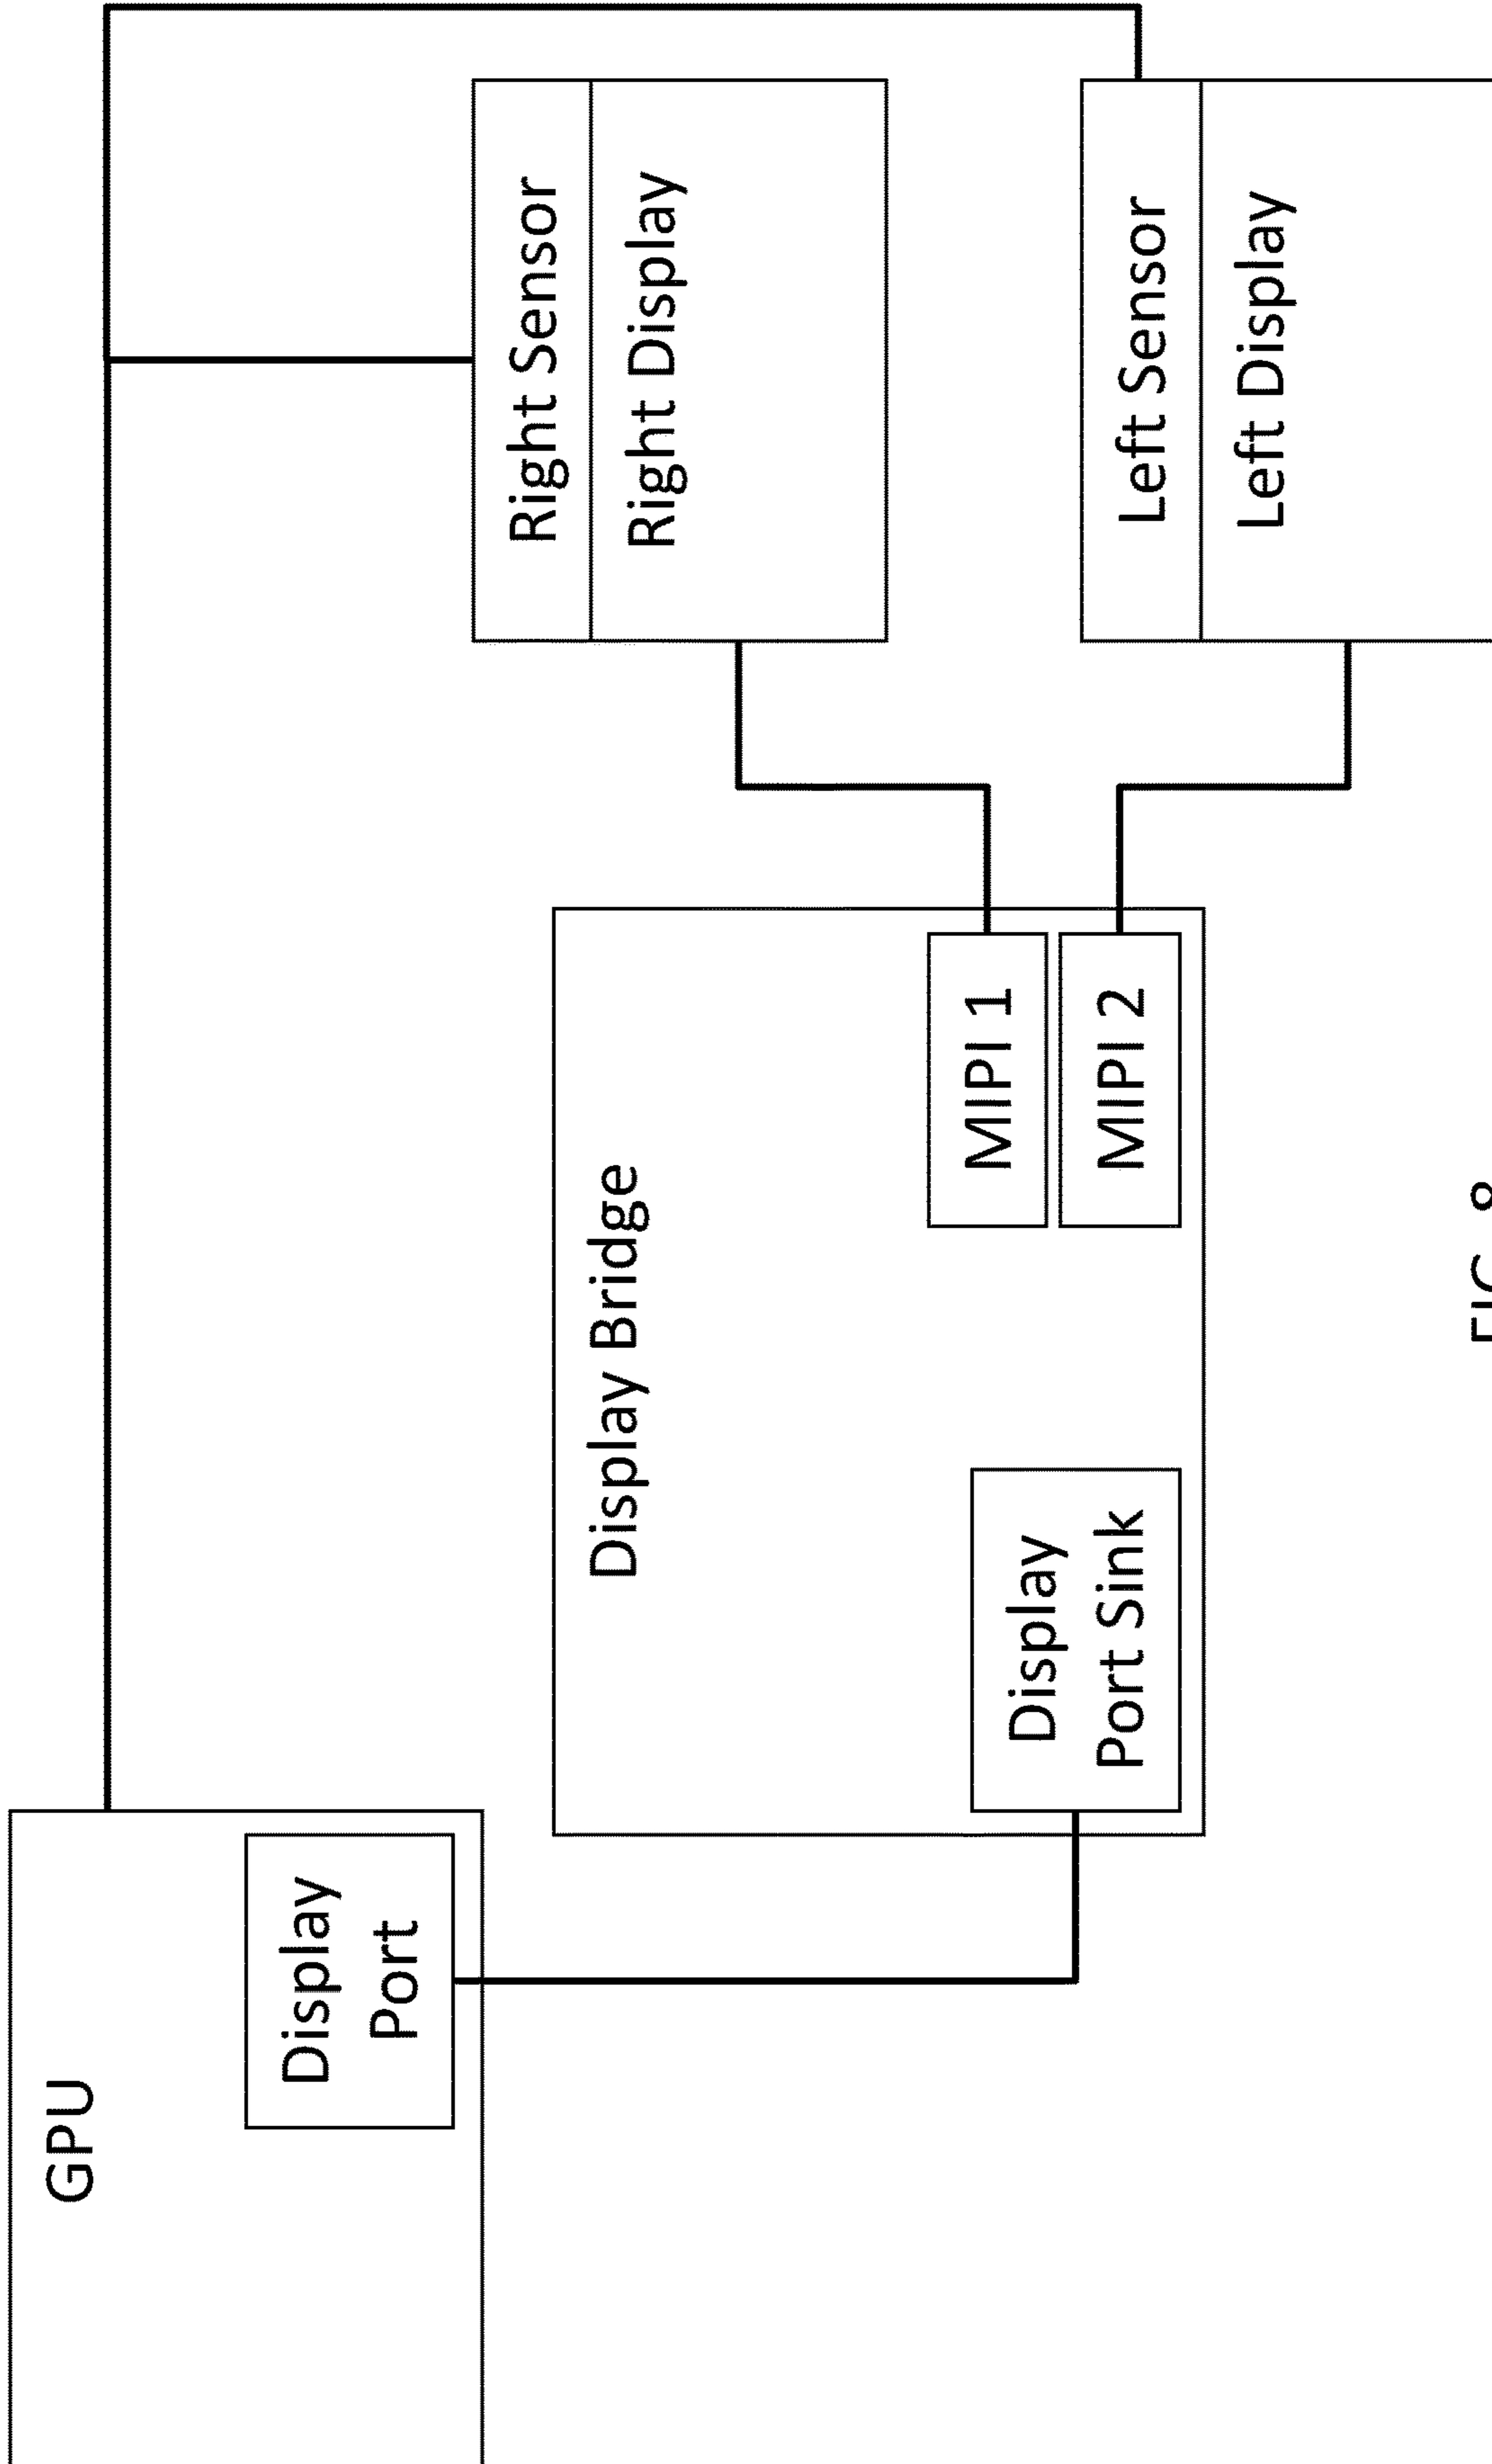 GPU
Display
Port
Display Bridge
Display
Port Sink
MIPI 1
MIPI 2
Right Sensor
Right Display
Left Sensor
Left Display